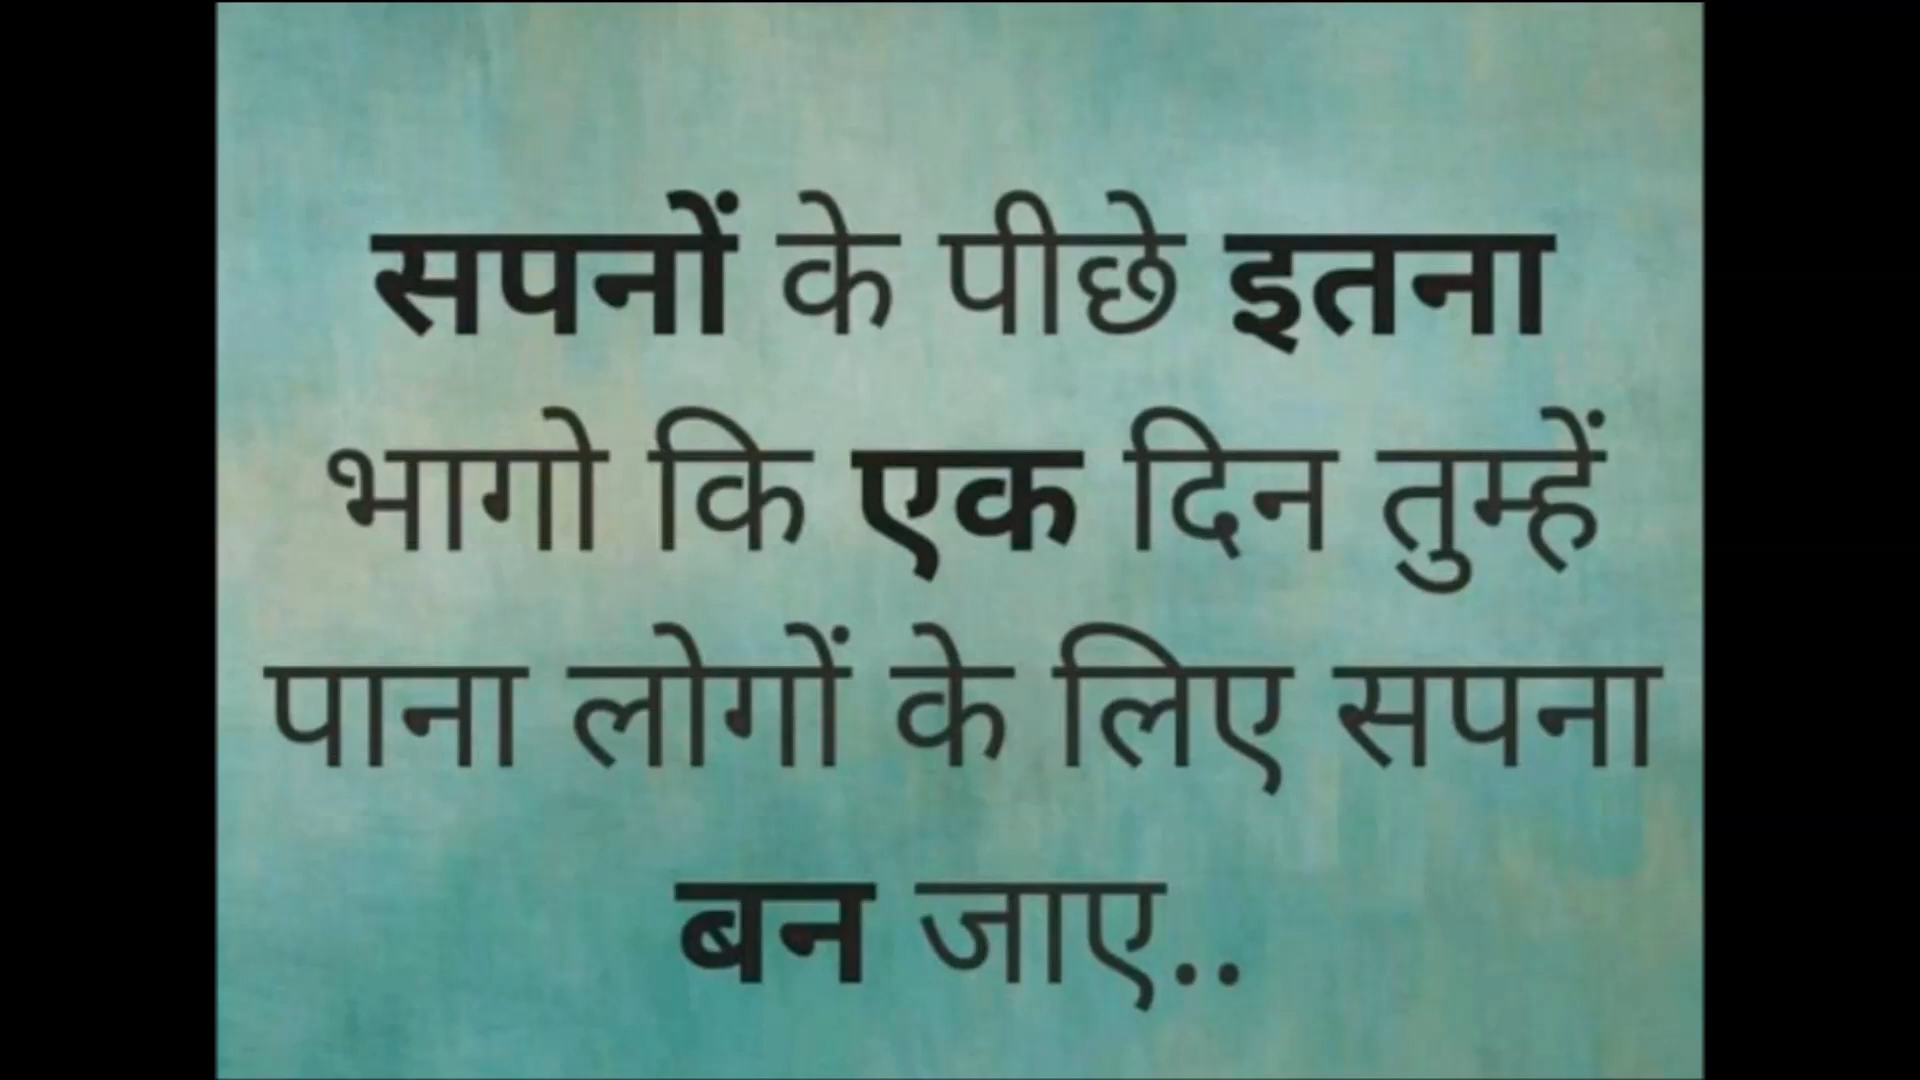 सपनों के पीछे इतना
भागो कि एक दिन तुम्हें
पाना लोगों के लिए सपना
बन जाए..